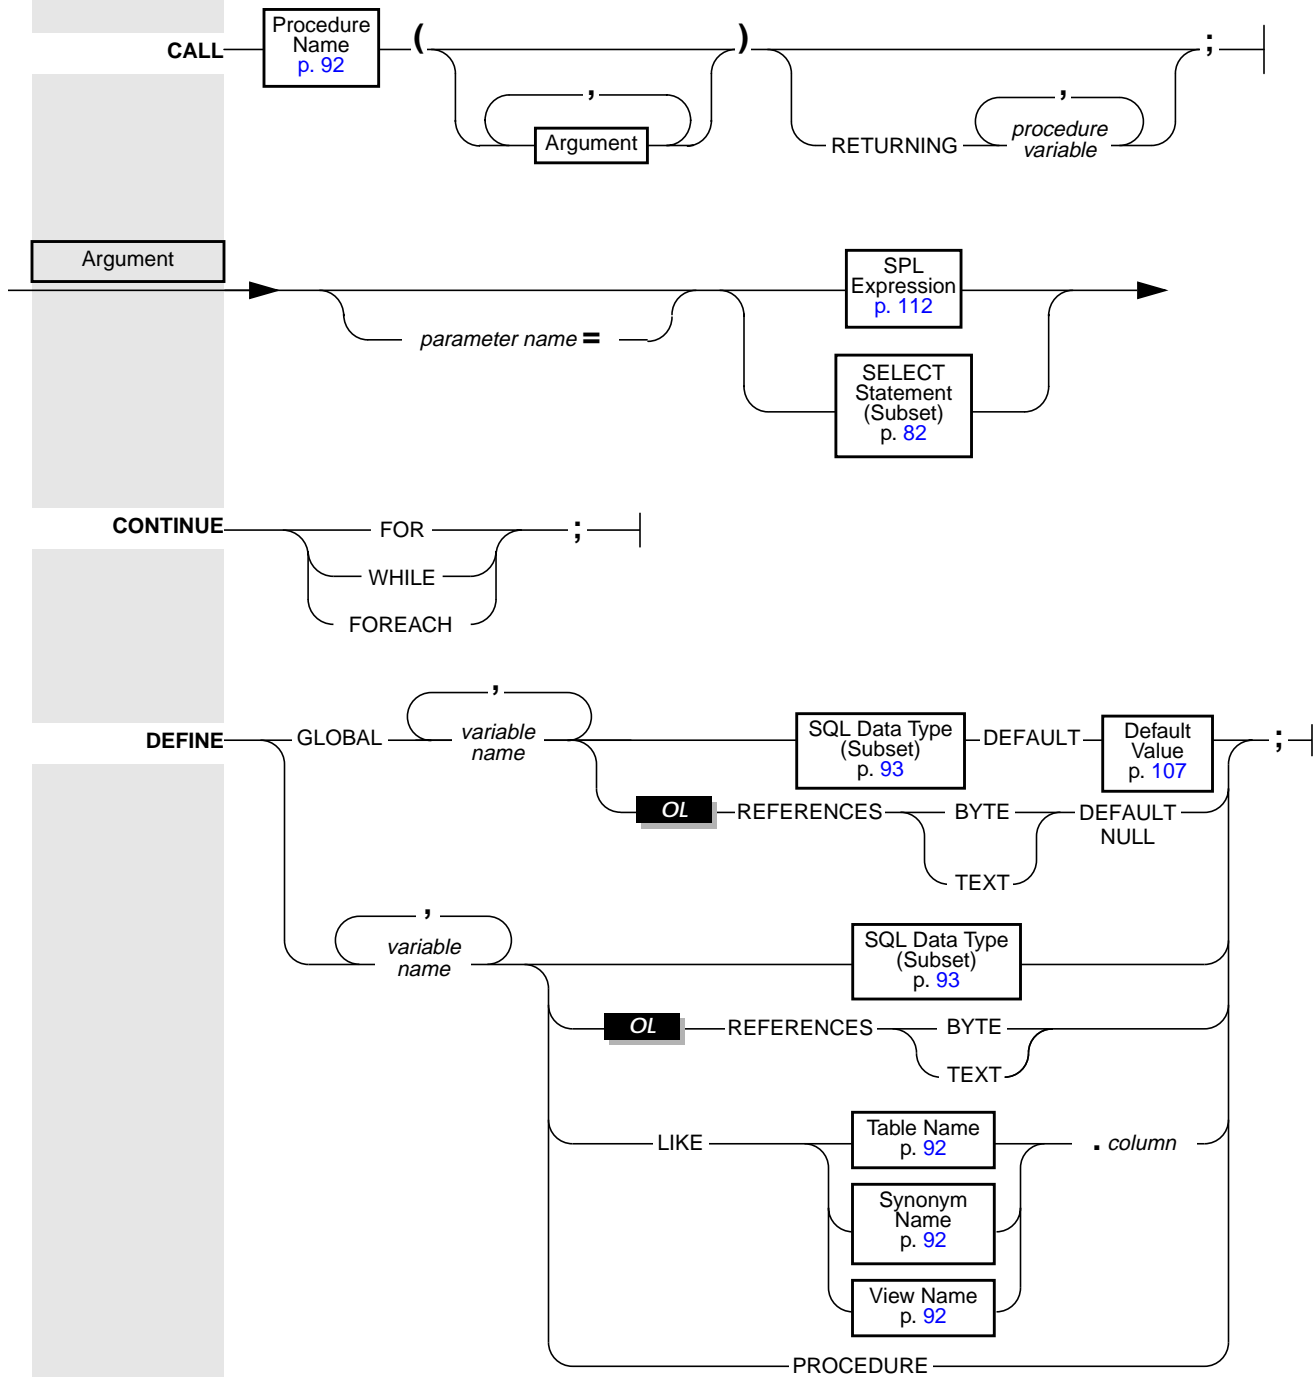 CALL
Procedure
Name
p. 92
(
,
Argument
)
RETURNING
,
procedure
variable
;
Argument
parameter name =
SPL
Expression
p. 112
SELECT
Statement
(Subset)
p. 82
CONTINUE
FOR
WHILE
FOREACH
;
DEFINE
GLOBAL
,
variable
name
SQL Data Type
(Subset)
p. 93
DEFAULT
Default
Value
p. 107
;
OL
REFERENCES
BYTE
TEXT
DEFAULT
NULL
,
variable
name
SQL Data Type
(Subset)
p. 93
OL
REFERENCES
BYTE
TEXT
LIKE
Table Name
p. 92
Synonym
Name
p. 92
View Name
p. 92
. column
PROCEDURE